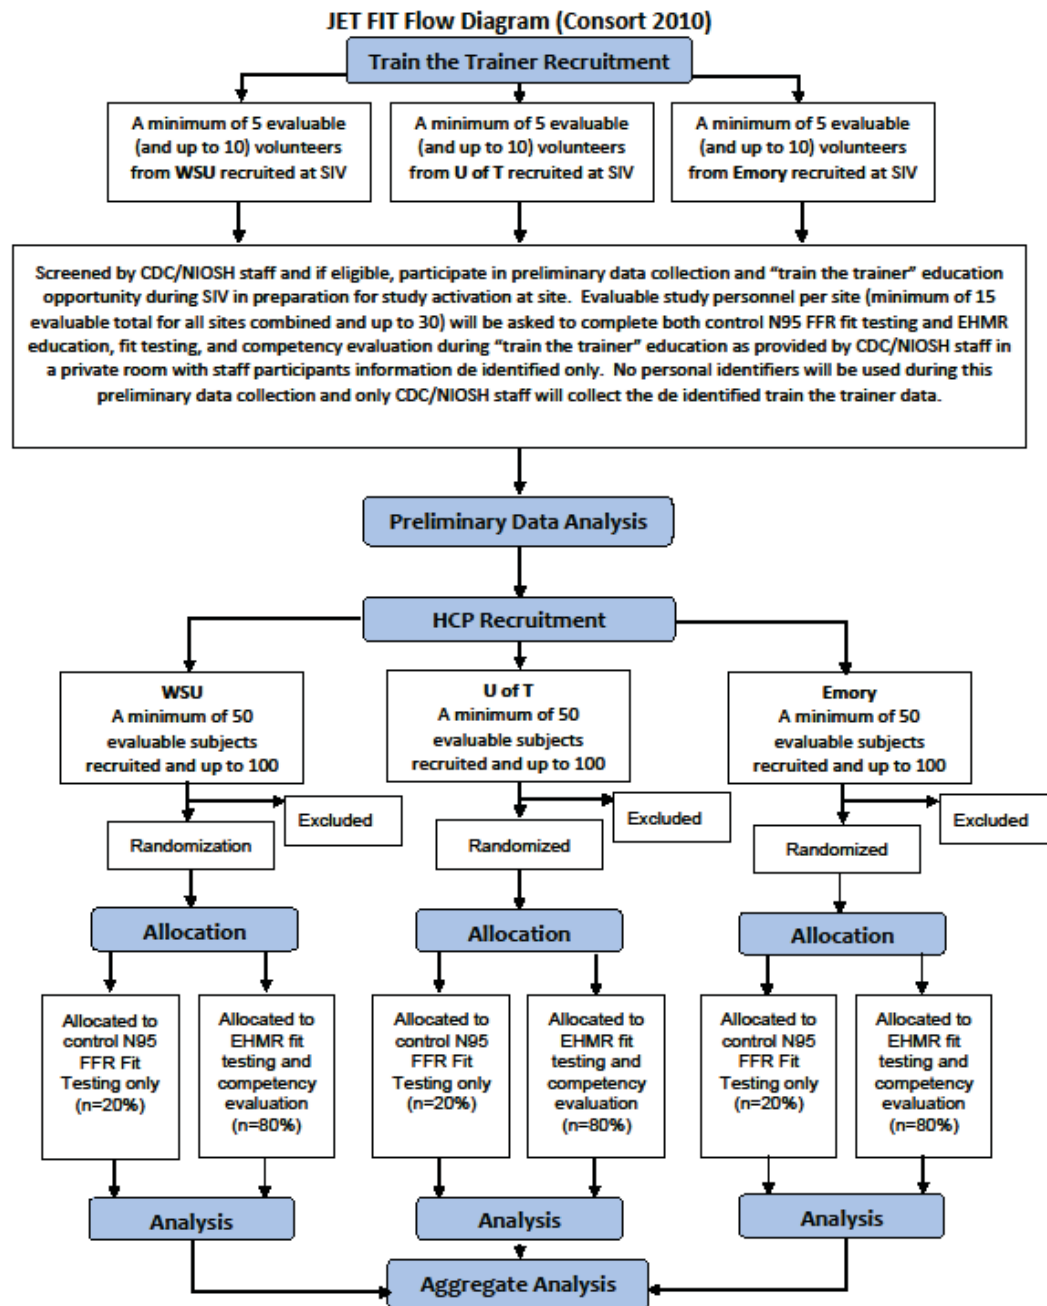 JET FIT Flow Diagram (Consort 2010)
Train the Trainer Recruitment
A minimum of 5 evaluable
(and up to 10) volunteers
from WSU recruited at SIV
A minimum of 5 evaluable
(and up to 10) volunteers
from U of T recruited at SIV
A minimum of 5 evaluable
(and up to 10) volunteers
from Emory recruited at SIV
Screened by CDC/NIOSH staff and if eligible, participate in preliminary data collection and “train the trainer” education
opportunity during SIV in preparation for study activation at site. Evaluable study personnel per site (minimum of 15
evaluable total for all sites combined and up to 30) will be asked to complete both control N95 FFR fit testing and EHMR
education, fit testing, and competency evaluation during “train the trainer” education as provided by CDC/NIOSH staff in
a private room with staff participants information de identified only. No personal identifiers will be used during this
preliminary data collection and only CDC/NIOSH staff will collect the de identified train the trainer data.
Preliminary Data Analysis
HCP Recruitment
WSU
A minimum of 50
evaluable subjects
recruited and up to 100
U of T
A minimum of 50
evaluable subjects
recruited and up to 100
Emory
A minimum of 50
evaluable subjects
recruited and up to 100
Excluded
Excluded
Excluded
Randomization
Randomized
Randomized
Allocation
Allocation
Allocation
Allocated to
control N95
FFR Fit
Testing only
(n=20%)
Allocated to
EHMR fit
testing and
competency
evaluation
(n=80%)
Allocated to
control N95
FFR Fit
Testing only
(n=20%)
Allocated to
EHMR fit
testing and
competency
evaluation
(n=80%)
Allocated to
control N95
FFR Fit
Testing only
(n=20%)
Allocated to
EHMR fit
testing and
competency
evaluation
(n=80%)
Analysis
Analysis
Analysis
Aggregate Analysis